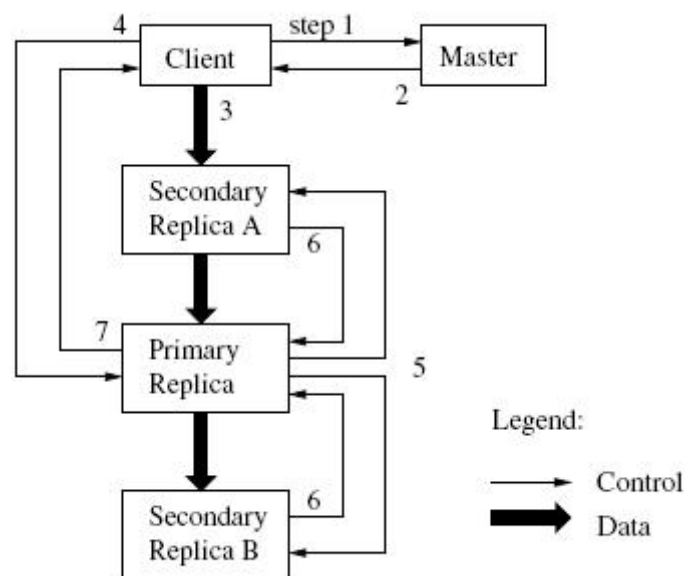 4
step 1
Client
Master
2
3
Secondary
Replica A
6
7
Primary
Replica
5
Legend:
6
Control
Secondary
Replica B
Data